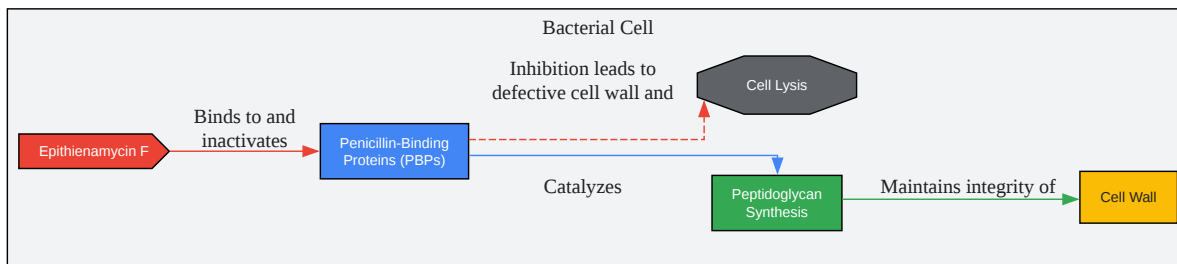 Bacterial Cell
Inhibition leads to
defective cell wall and
Cell Lysis
Binds to and
inactivates
Epithienamycin F
Penicillin-Binding
Proteins (PBPs)
Catalyzes
Peptidoglycan
Synthesis
Maintains integrity of
Cell Wall